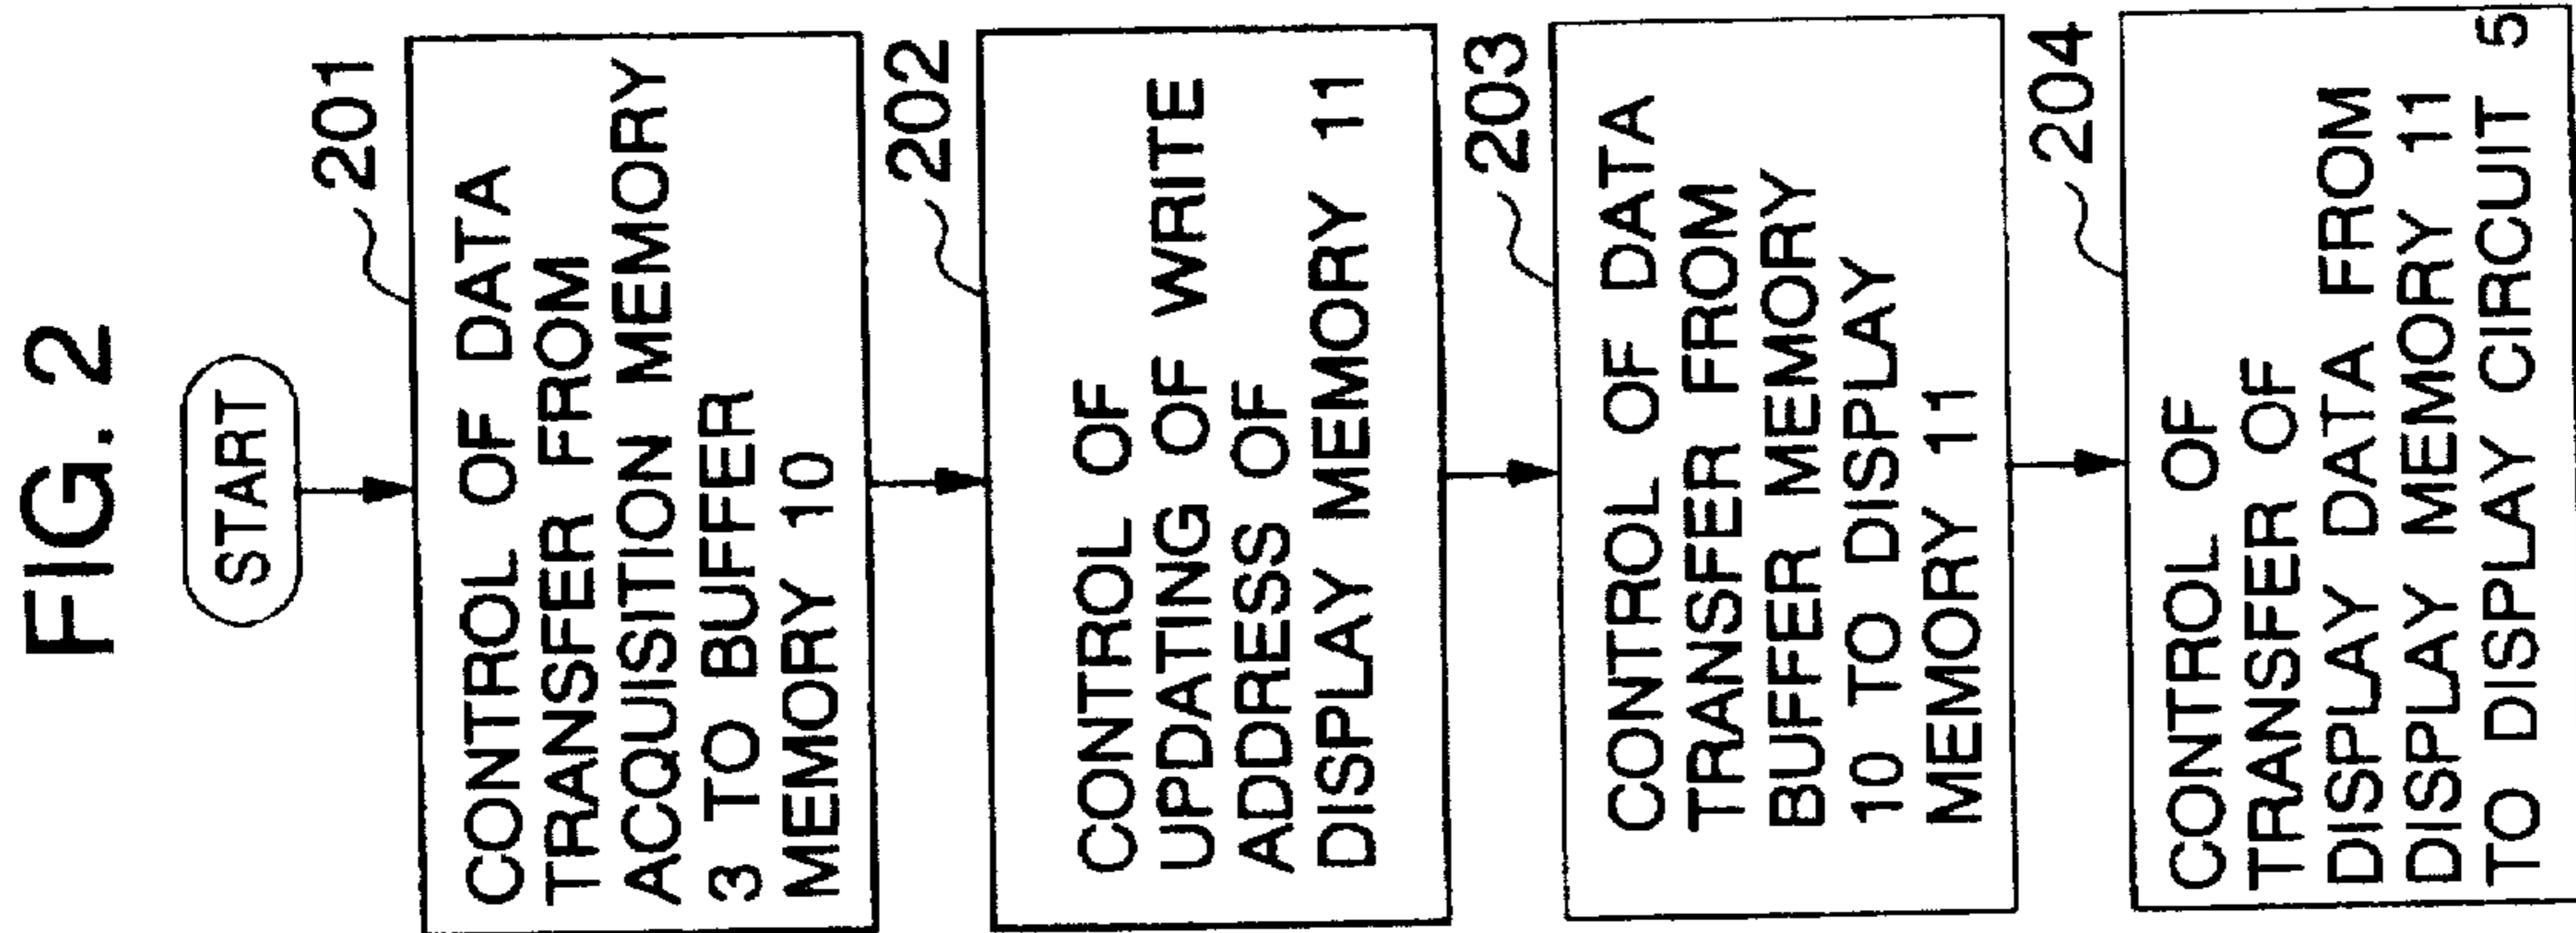 FIG. 2
START
201
CONTROL OF DATA
TRANSFER FROM
ACQUISITION MEMORY
3 TO BUFFER
MEMORY 10
202
CONTROL OF
UPDATING OF WRITE
ADDRESS OF
DISPLAY MEMORY 11
203
CONTROL OF DATA
TRANSFER FROM
BUFFER MEMORY
10 TO DISPLAY
MEMORY 11
204
CONTROL OF
TRANSFER OF
DISPLAY DATA FROM
DISPLAY MEMORY 11
TO DISPLAY CIRCUIT 5